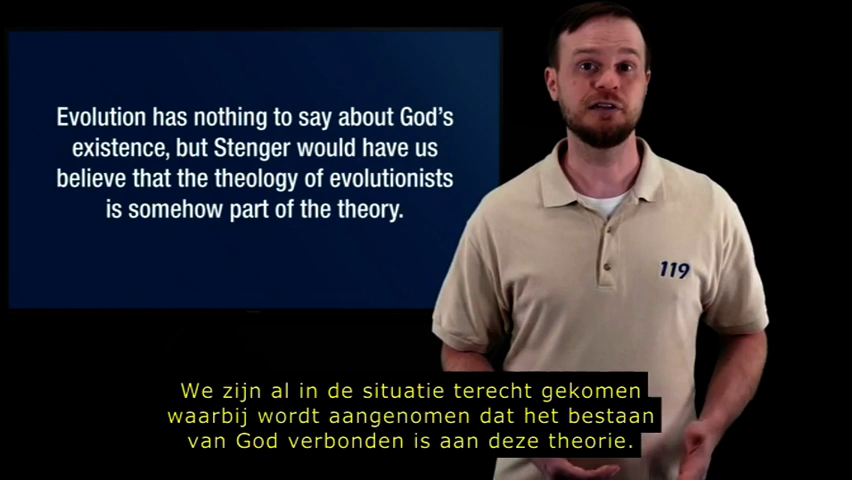 Evolution has nothing to say about God's
existence, but Stenger would have us
believe that the theology of evolutionists
is somehow part of the theory.
119
We zijn al in de situatie terecht gekomen
waarbij wordt aangenomen dat het bestaan
van God verbonden is aan deze theorie.